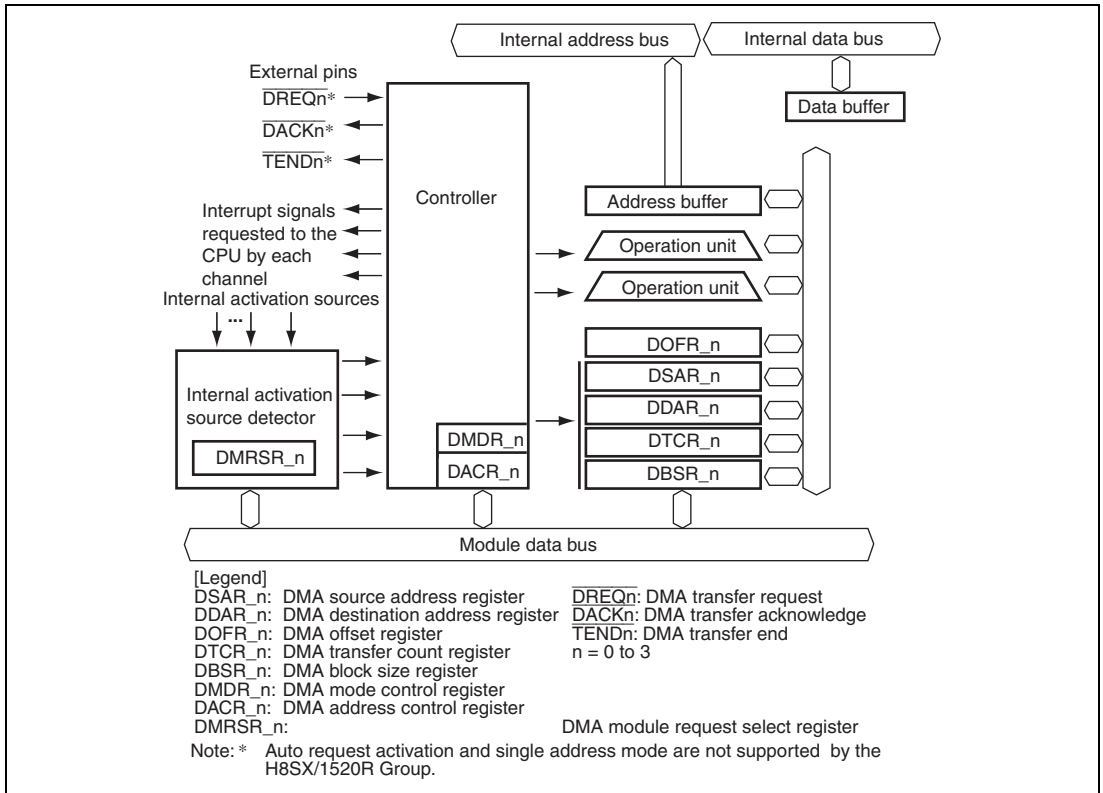 Internal address bus
Internal data bus
External pins
DREQn*
DACKn*
TENDn*
Data buffer
Controller
Interrupt signals
requested to the
CPU by each
channel
Internal activation sources
...
Address buffer
Operation unit
Operation unit
Internal activation
source detector
DMRSR_n
DMDR_n
DACR_n
DOFR_n
DSAR_n
DDAR_n
DTCR_n
DBSR_n
Module data bus
[Legend]
DSAR_n: DMA source address register
DDAR_n: DMA destination address register
DOFR_n: DMA offset register
DTCR_n: DMA transfer count register
DBSR_n: DMA block size register
DMDR_n: DMA mode control register
DACR_n: DMA address control register
DMRSR_n: DMA module request select register
DREQn: DMA transfer request
DACKn: DMA transfer acknowledge
TENDn: DMA transfer end
n = 0 to 3
Note: * Auto request activation and single address mode are not supported by the
H8SX/1520R Group.